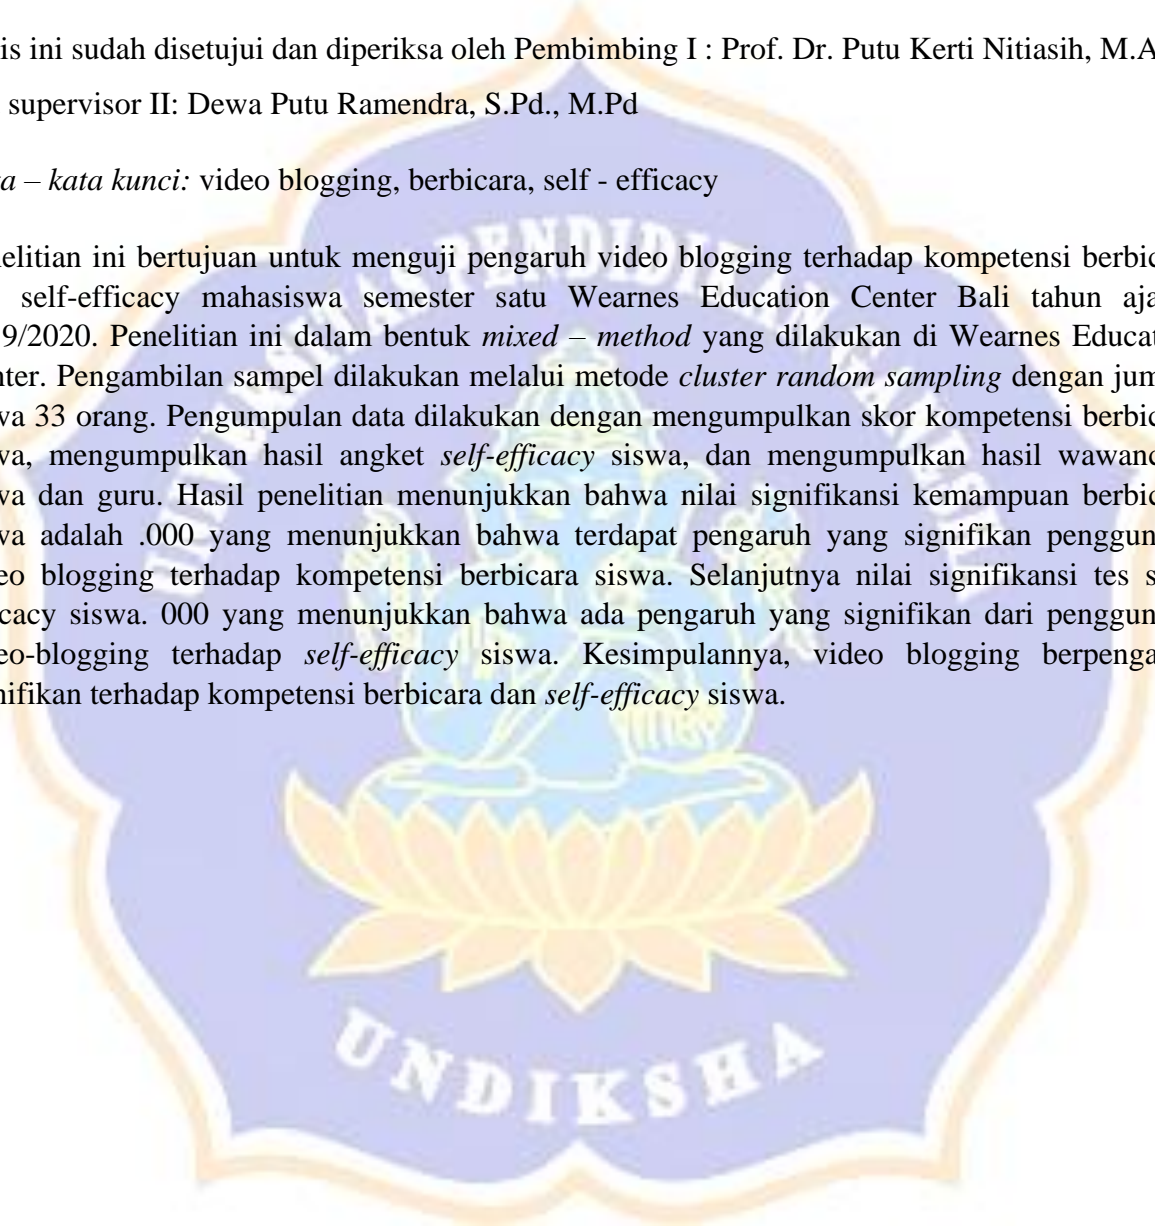 is ini sudah disetujui dan diperiksa oleh Pembimbing I : Prof. Dr. Putu Kerti Nitiasih, M.A
supervisor II: Dewa Putu Ramendra, S.Pd., M.Pd
a – kata kunci: video blogging, berbicara, self - efficacy
elitian ini bertujuan untuk menguji pengaruh video blogging terhadap kompetensi berbic
self-efficacy mahasiswa semester satu Wearnes Education Center Bali tahun aja
9/2020. Penelitian ini dalam bentuk mixed – method yang dilakukan di Wearnes Educat
nter. Pengambilan sampel dilakukan melalui metode cluster random sampling dengan jum
wa 33 orang. Pengumpulan data dilakukan dengan mengumpulkan skor kompetensi berbic
wa, mengumpulkan hasil angket self-efficacy siswa, dan mengumpulkan hasil wawanc
wa dan guru. Hasil penelitian menunjukkan bahwa nilai signifikansi kemampuan berbic
wa adalah .000 yang menunjukkan bahwa terdapat pengaruh yang signifikan penggun
eo blogging terhadap kompetensi berbicara siswa. Selanjutnya nilai signifikansi tes s
icacy siswa. 000 yang menunjukkan bahwa ada pengaruh yang signifikan dari penggun
eo-blogging terhadap self-efficacy siswa. Kesimpulannya, video blogging berpenga
nifikan terhadap kompetensi berbicara dan self-efficacy siswa.
UNDIKSHA